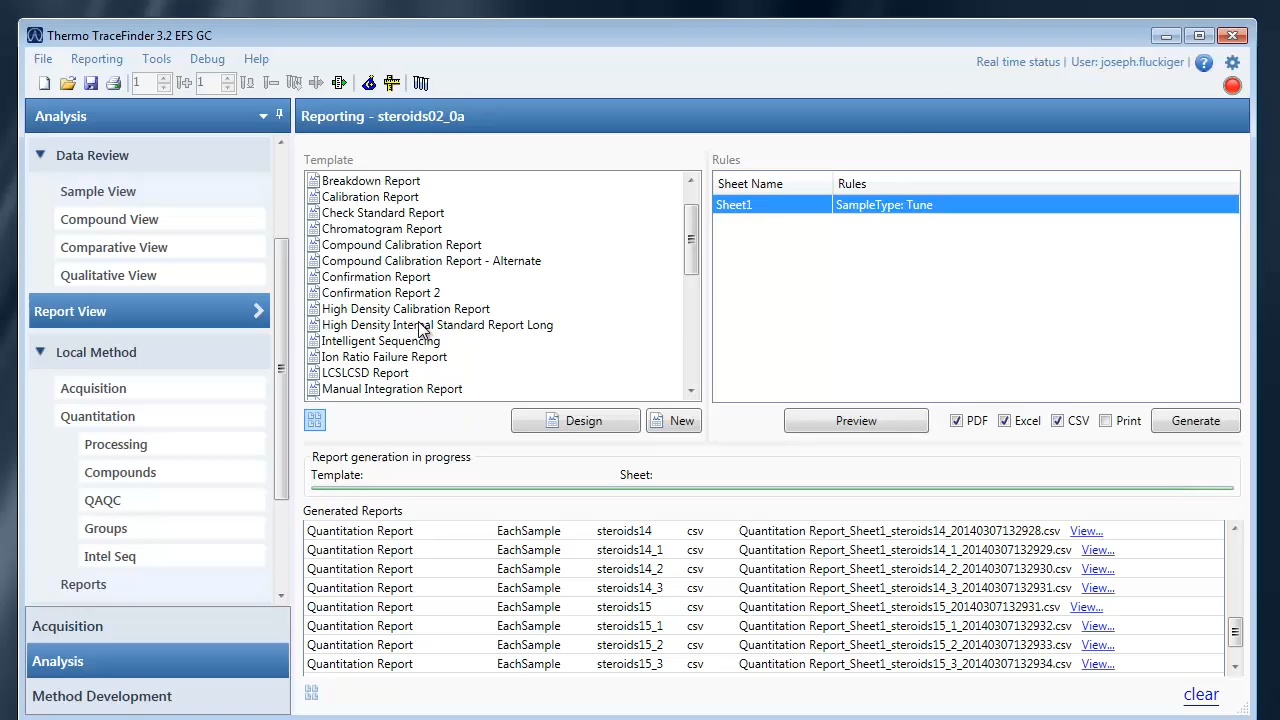 Thermo TraceFinder 3.2 EFS GC
File Reporting Tools Debug Help
Real time status | User: joseph.fluckiger
1 1
Analysis
Reporting - steroids02_0a
Data Review
Sample View
Compound View
Comparative View
Qualitative View
Report View
Local Method
Acquisition
Quantitation
Processing
Compounds
QAQC
Groups
Intel Seq
Reports
Acquisition
Analysis
Method Development
Template
Breakdown Report
Calibration Report
Check Standard Report
Chromatogram Report
Compound Calibration Report
Compound Calibration Report - Alternate
Confirmation Report
Confirmation Report 2
High Density Calibration Report
High Density Internal Standard Report Long
Intelligent Sequencing
Ion Ratio Failure Report
LCSLCSD Report
Manual Integration Report
Design New
Rules
Sheet Name Rules
Sheet1 SampleType: Tune
Preview PDF Excel CSV Print Generate
Report generation in progress
Template: Sheet:
Generated Reports
Quantitation Report EachSample steroids14 csv Quantitation Report_Sheet1_steroids14_20140307132928.csv View...
Quantitation Report EachSample steroids14_1 csv Quantitation Report_Sheet1_steroids14_1_20140307132929.csv View...
Quantitation Report EachSample steroids14_2 csv Quantitation Report_Sheet1_steroids14_2_20140307132930.csv View...
Quantitation Report EachSample steroids14_3 csv Quantitation Report_Sheet1_steroids14_3_20140307132931.csv View...
Quantitation Report EachSample steroids15 csv Quantitation Report_Sheet1_steroids15_20140307132931.csv View...
Quantitation Report EachSample steroids15_1 csv Quantitation Report_Sheet1_steroids15_1_20140307132932.csv View...
Quantitation Report EachSample steroids15_2 csv Quantitation Report_Sheet1_steroids15_2_20140307132933.csv View...
Quantitation Report EachSample steroids15_3 csv Quantitation Report_Sheet1_steroids15_3_20140307132934.csv View...
clear